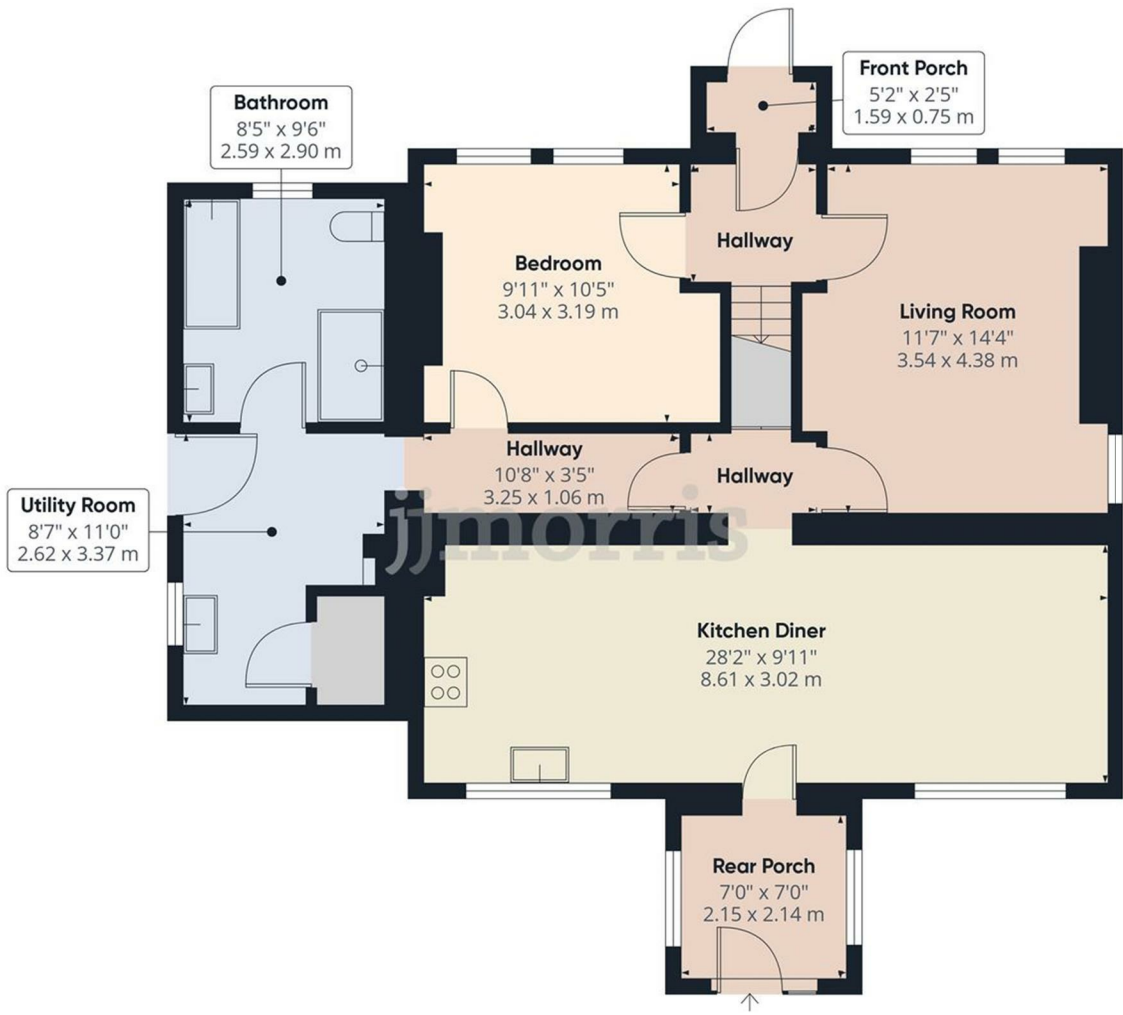 Front Porch
5'2" x 2'5"
1.59 x 0.75 m
Bathroom
8'5" x 9'6"
2.59 x 2.90 m
Hallway
Bedroom
9'11" x 10'5"
3.04 x 3.19 m
Living Room
11'7" x 14'4"
3.54 x 4.38 m
Hallway
10'8" x 3'5"
3.25 x 1.06 m
Hallway
Utility Room
8'7" x 11'0"
2.62 x 3.37 m
jjmorris
Kitchen Diner
28'2" x 9'11"
8.61 x 3.02 m
Rear Porch
7'0" x 7'0"
2.15 x 2.14 m